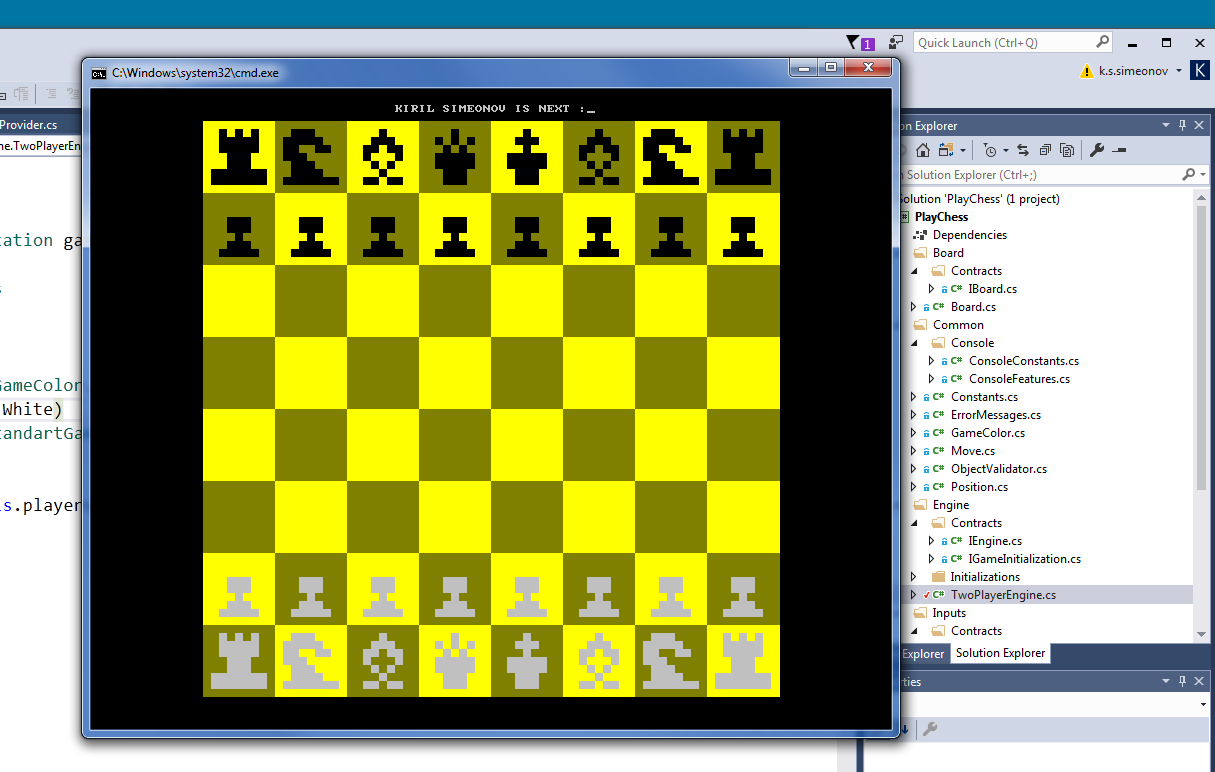 1
Quick Launch (Ctrl+Q)
k.s.simeonov
K
C:\Windows\system32\cmd.exe
KIRIL SIMEONOV IS NEXT :_
Provider.cs
ne.TwoPlayerEn
tation ga
s
GameColor
White)
tandartGa
s.player
on Explorer
Solution Explorer (Ctrl+;)
Solution 'PlayChess' (1 project)
PlayChess
Dependencies
Board
Contracts
C# IBoard.cs
C# Board.cs
Common
Console
C# ConsoleConstants.cs
C# ConsoleFeatures.cs
C# Constants.cs
C# ErrorMessages.cs
C# GameColor.cs
C# Move.cs
C# ObjectValidator.cs
C# Position.cs
Engine
Contracts
C# IEngine.cs
C# IGameInitialization.cs
Initializations
C# TwoPlayerEngine.cs
Inputs
Contracts
Explorer
Solution Explorer
rties